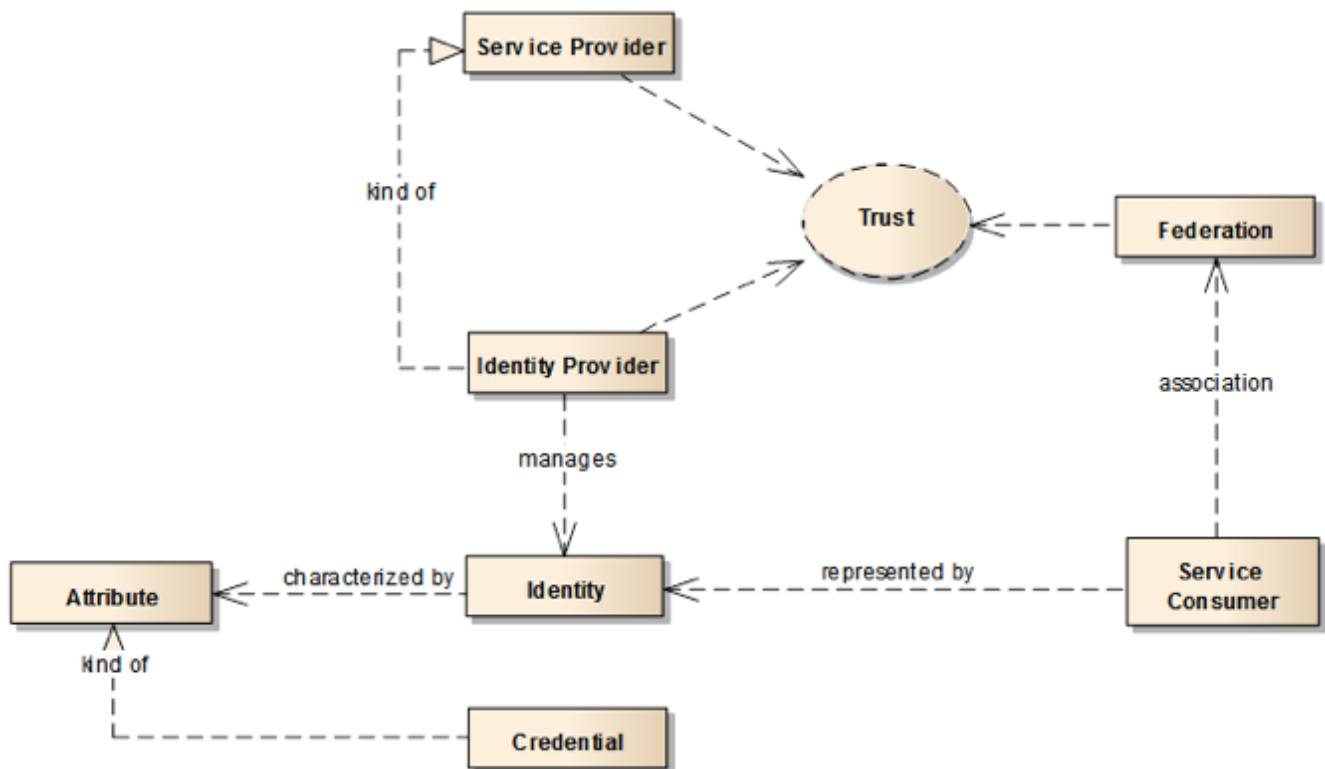 Service Provider
kind of
Trust
Federation
Identity Provider
association
manages
Attribute
characterized by
Identity
represented by
Service
Consumer
kind of
Credential